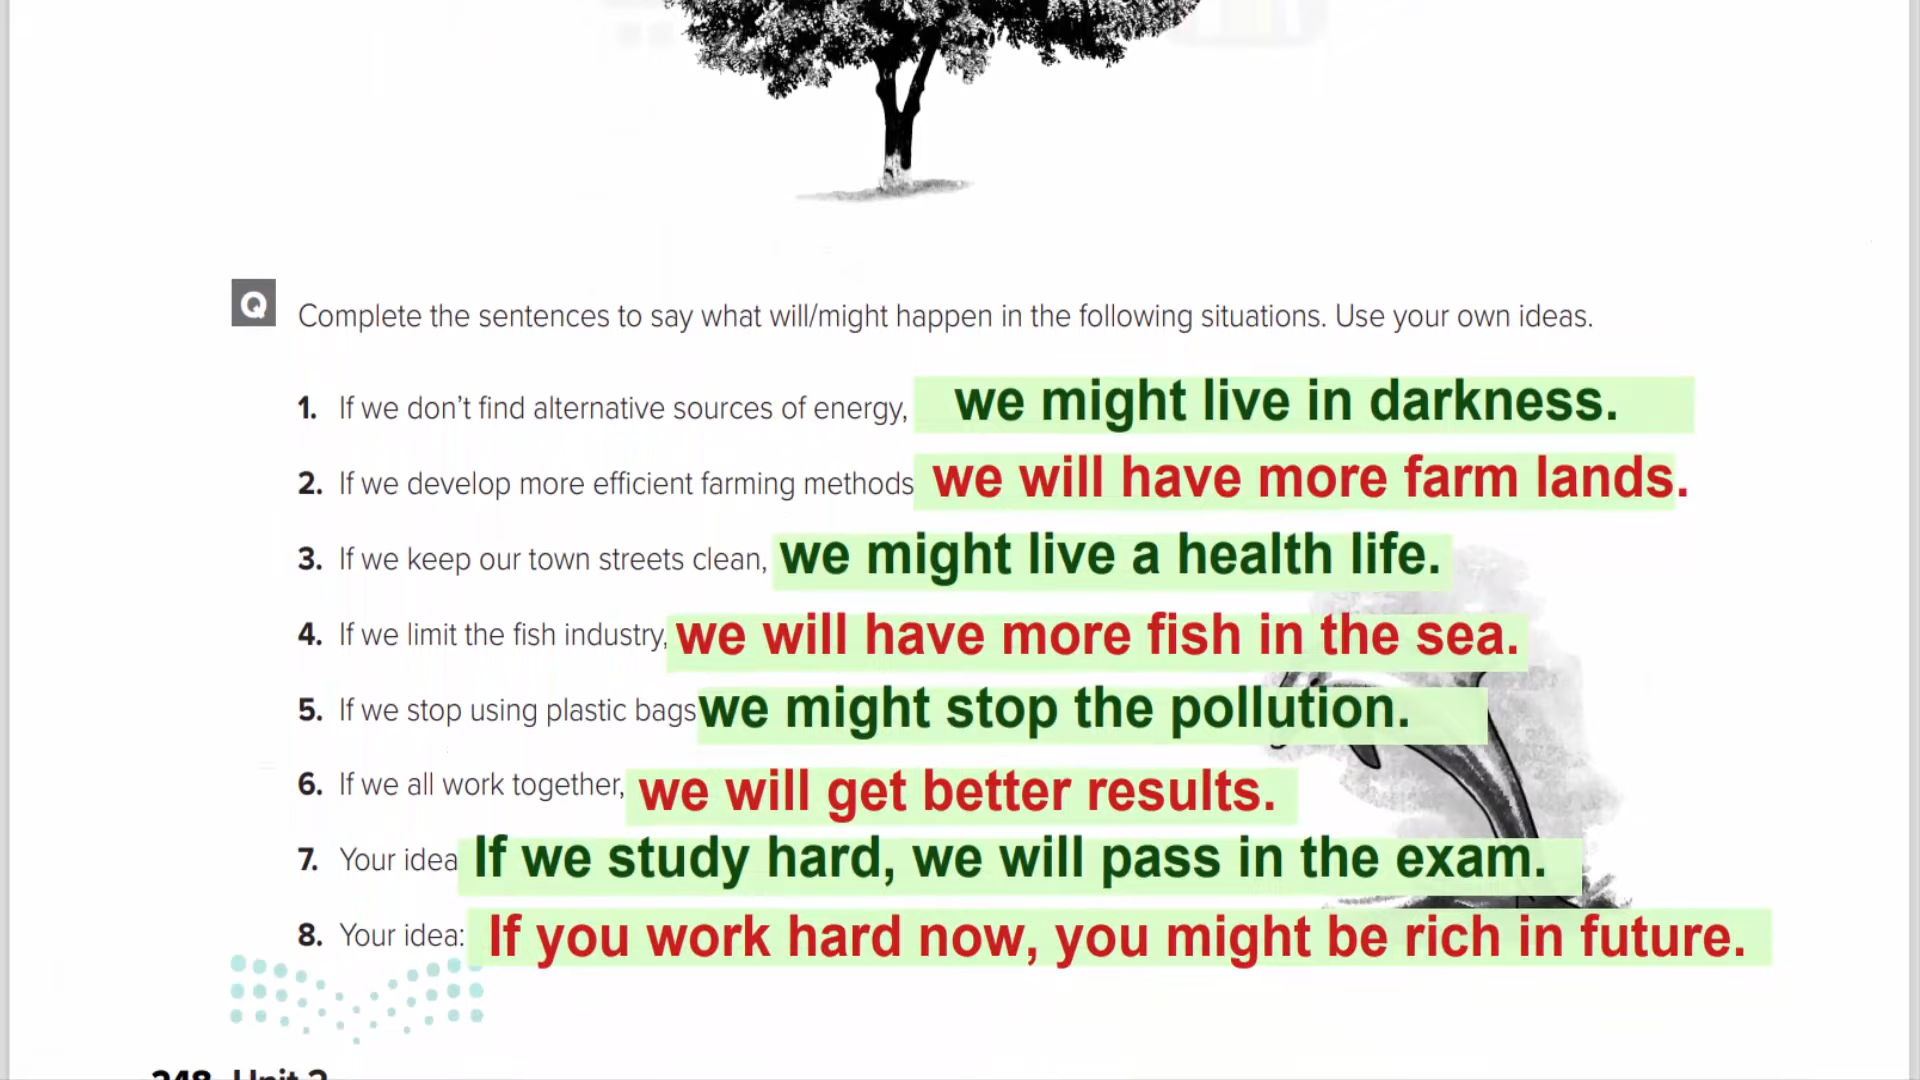 Q Complete the sentences to say what will/might happen in the following situations. Use your own ideas.
1. If we don't find alternative sources of energy, we might live in darkness.
2. If we develop more efficient farming methods we will have more farm lands.
3. If we keep our town streets clean, we might live a health life.
4. If we limit the fish industry, we will have more fish in the sea.
5. If we stop using plastic bags we might stop the pollution.
6. If we all work together, we will get better results.
7. Your idea If we study hard, we will pass in the exam.
8. Your idea: If you work hard now, you might be rich in future.
248 Unit 2